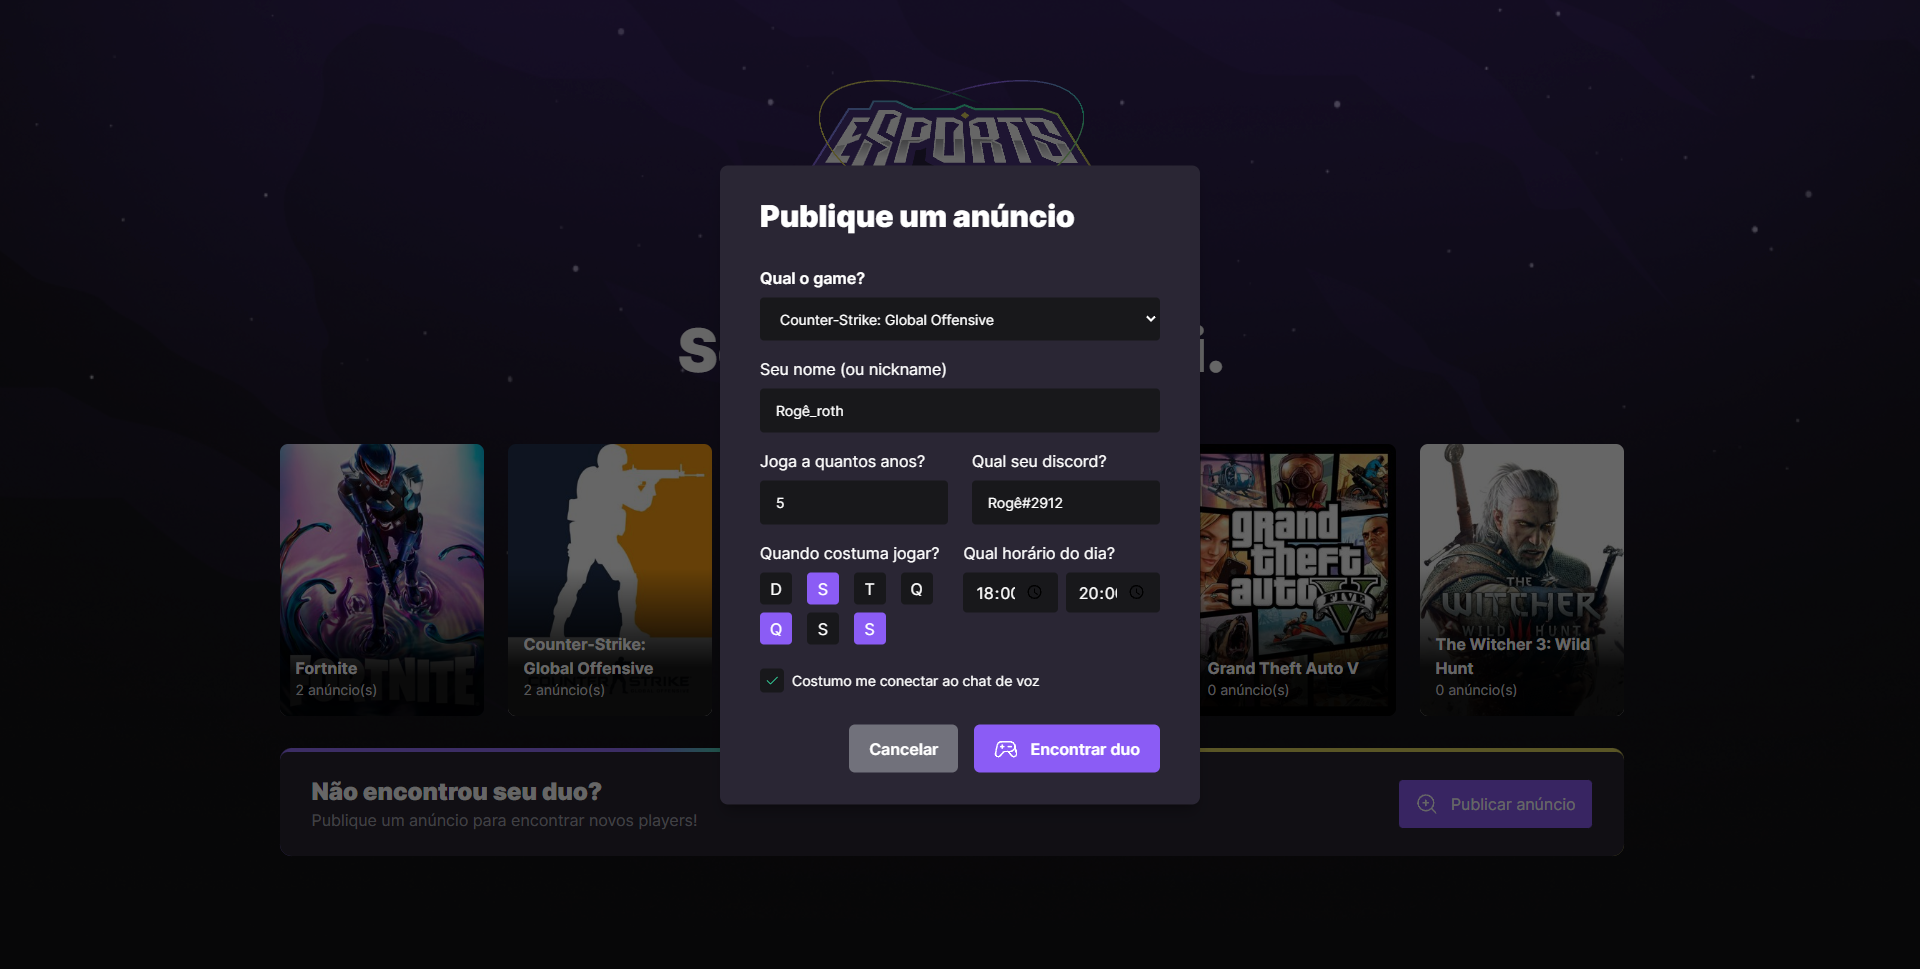 ESPORTS
Publique um anúncio
Qual o game?
Counter-Strike: Global Offensive
Seu nome (ou nickname)
Rogê_roth
Joga a quantos anos? Qual seu discord?
5 Rogê#2912
Quando costuma jogar? Qual horário do dia?
D S T Q 18:00 20:00
Q S S
Costumo me conectar ao chat de voz
Cancelar Encontrar duo
FORTNITE
Fortnite
2 anúncio(s)
Counter-Strike:
Global Offensive
2 anúncio(s)
grand
theft
auto V
FIVE
Grand Theft Auto V
0 anúncio(s)
THE
WITCHER
WILD HUNT
The Witcher 3: Wild
Hunt
0 anúncio(s)
Não encontrou seu duo?
Publique um anúncio para encontrar novos players!
Publicar anúncio